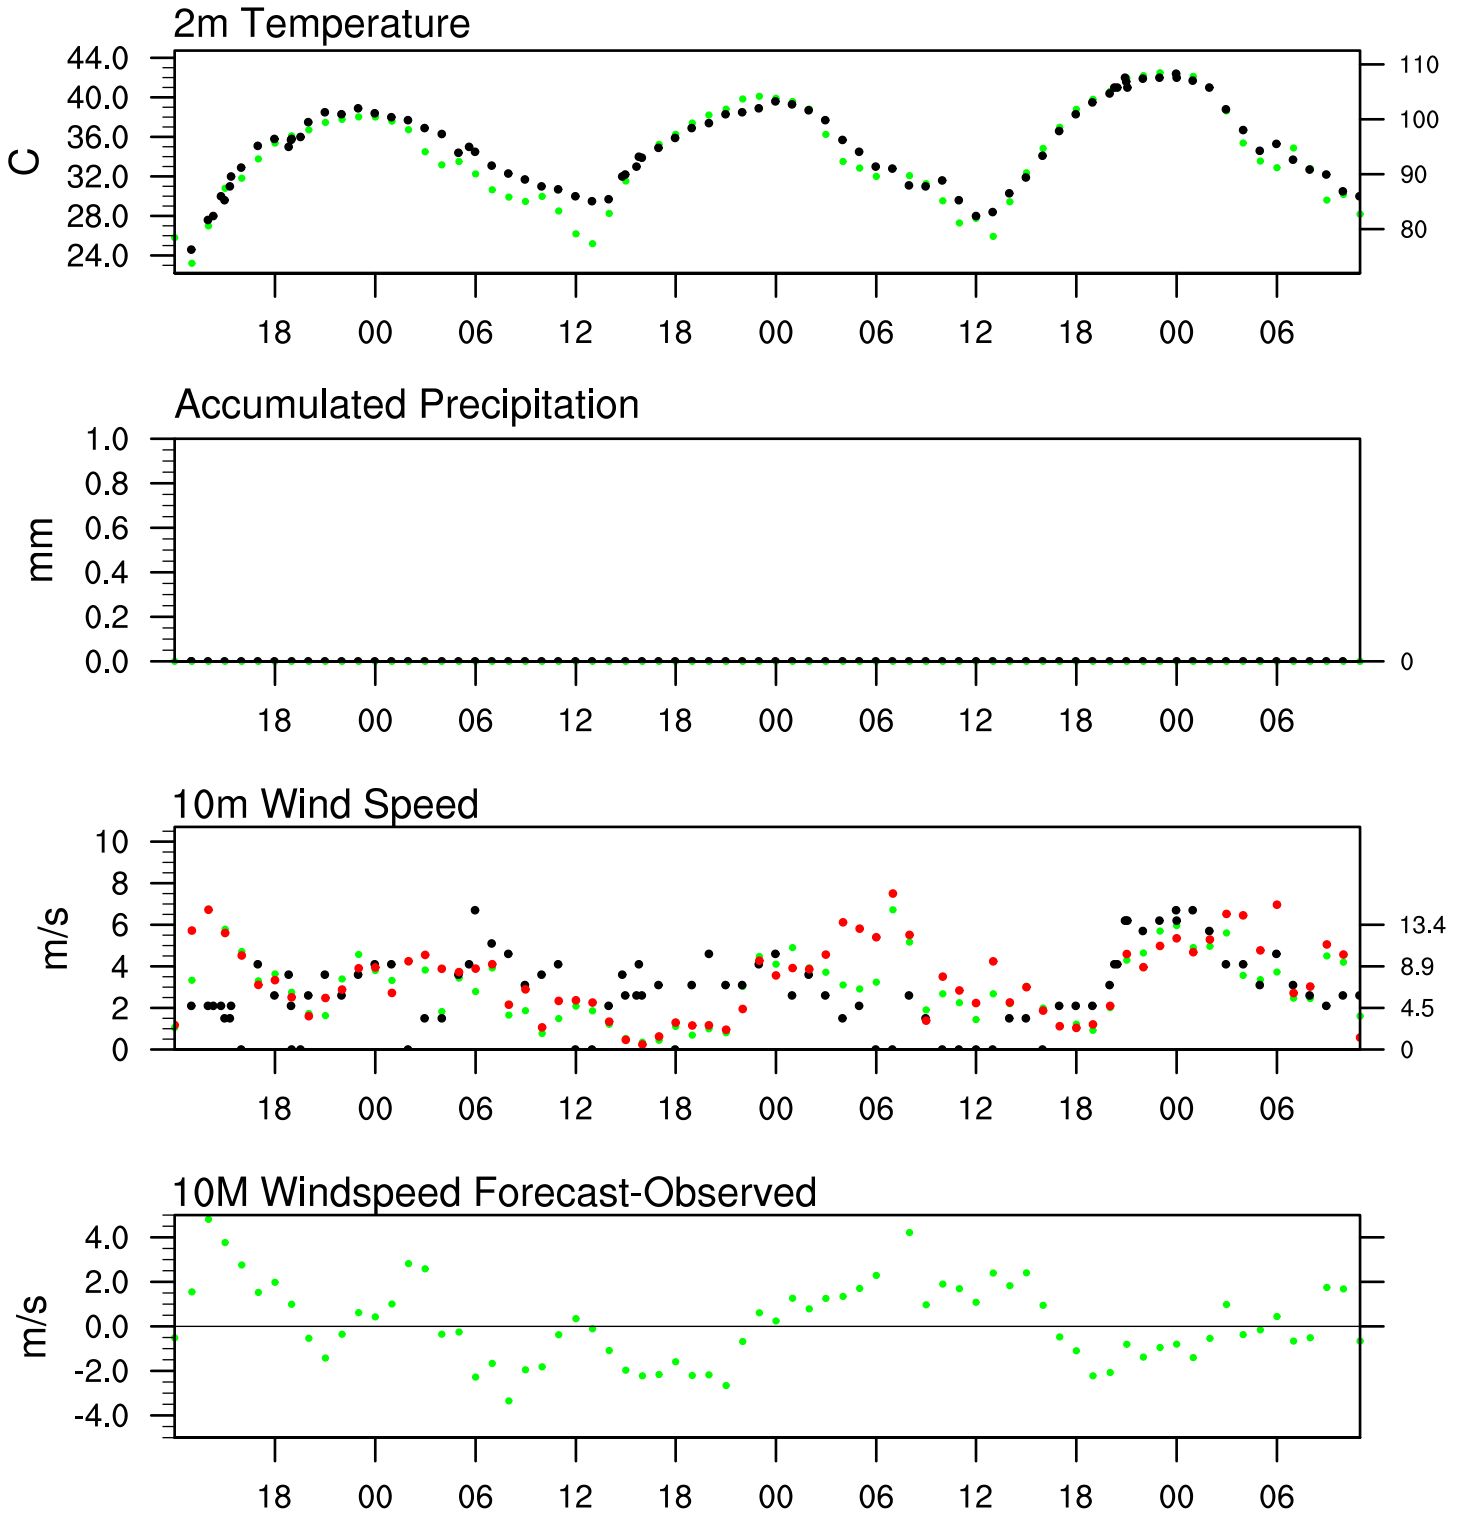 2m Temperature
44.0
40.0
36.0
32.0
28.0
24.0
C
110
100
90
80
18 00 06 12 18 00 06 12 18 00 06
Accumulated Precipitation
1.0
0.8
0.6
0.4
0.2
0.0
mm
0
18 00 06 12 18 00 06 12 18 00 06
10m Wind Speed
10
8
6
4
2
0
m/s
13.4
8.9
4.5
0
18 00 06 12 18 00 06 12 18 00 06
10M Windspeed Forecast-Observed
4.0
2.0
0.0
-2.0
-4.0
m/s
18 00 06 12 18 00 06 12 18 00 06